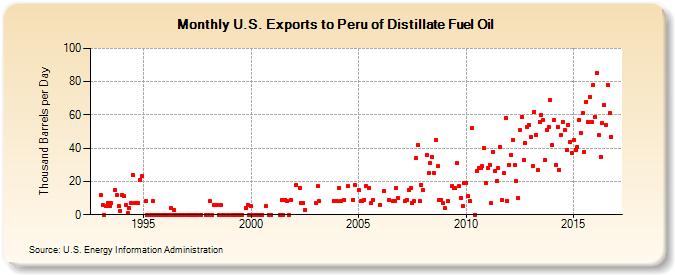 Monthly U.S. Exports to Peru of Distillate Fuel Oil
Thousand Barrels per Day
100
80
60
40
20
0
1995 2000 2005 2010 2015
Source: U.S. Energy Information Administration